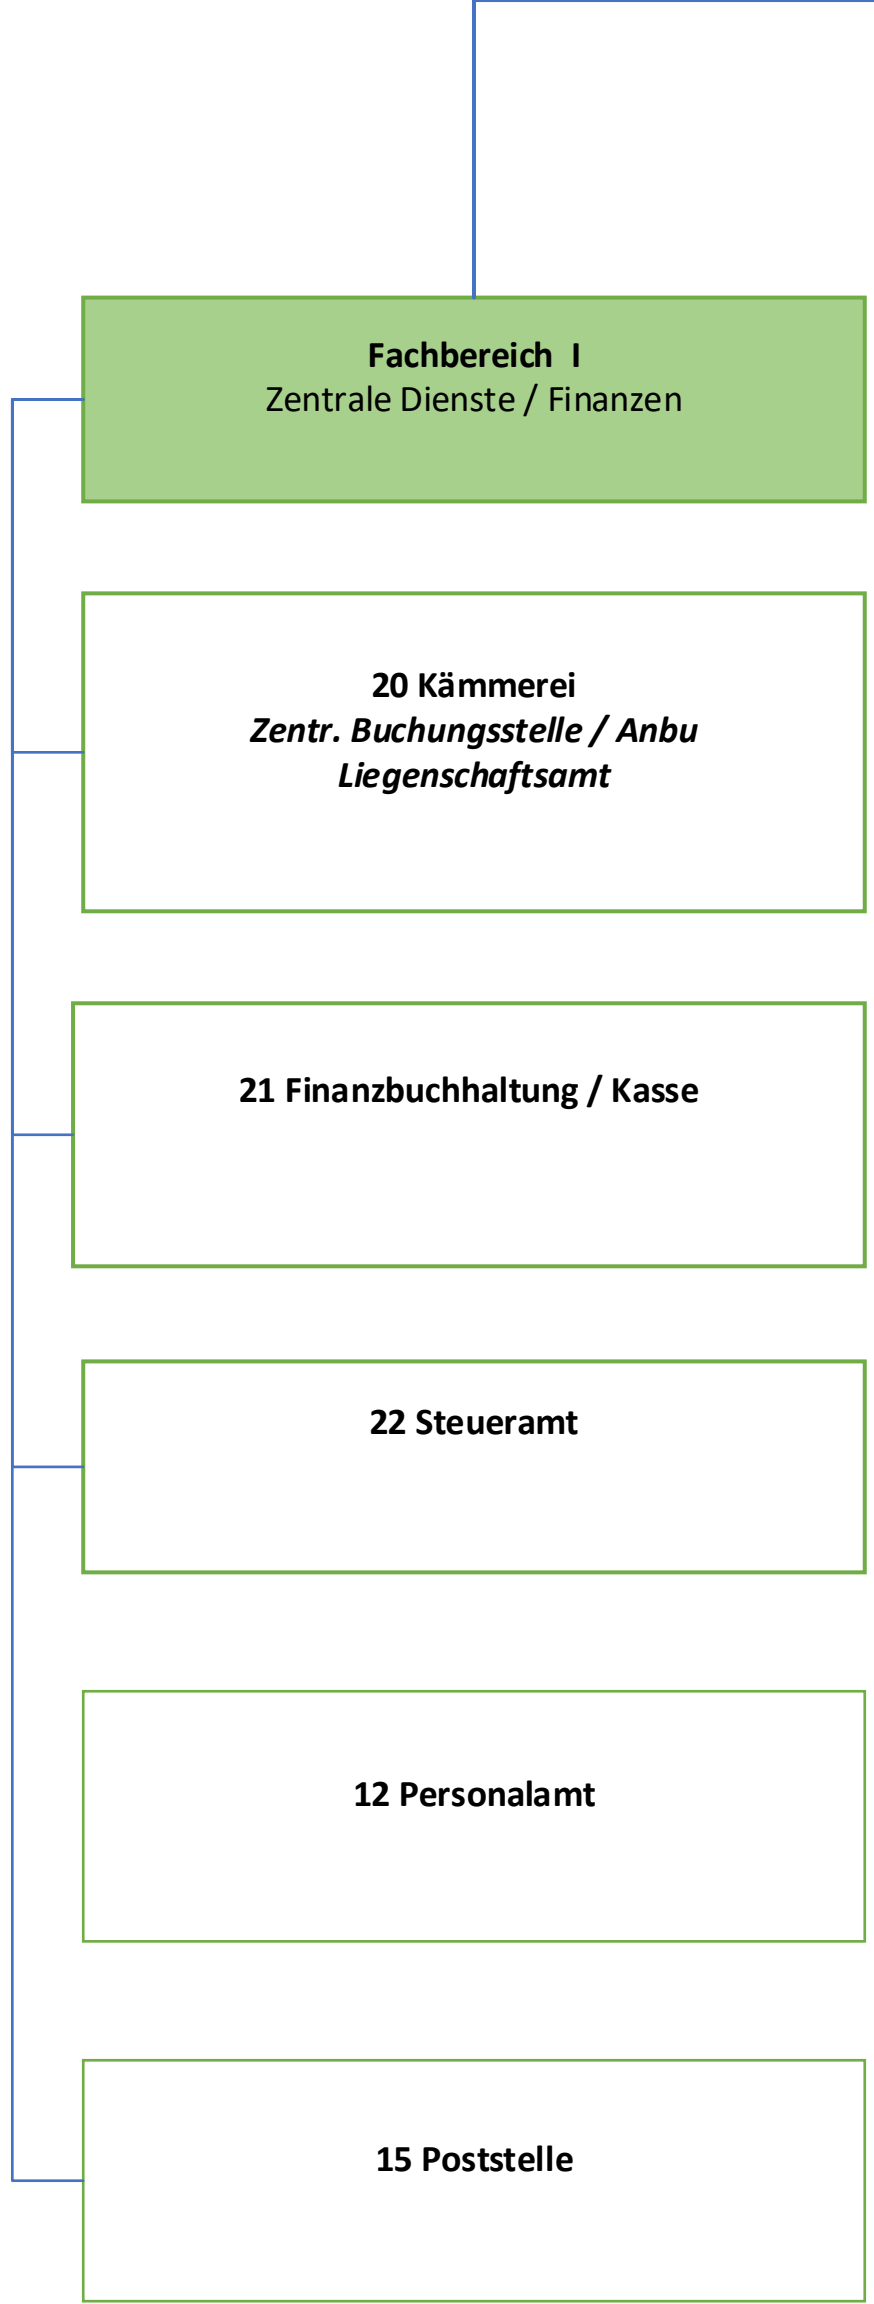 Fachbereich I
Zentrale Dienste / Finanzen
20 Kämmerei
Zentr. Buchungsstelle / Anbu
Liegenschaftsamt
21 Finanzbuchhaltung / Kasse
22 Steueramt
12 Personalamt
15 Poststelle